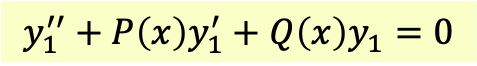 y₁′′ + P(x)y₁′ + Q(x)y₁ = 0